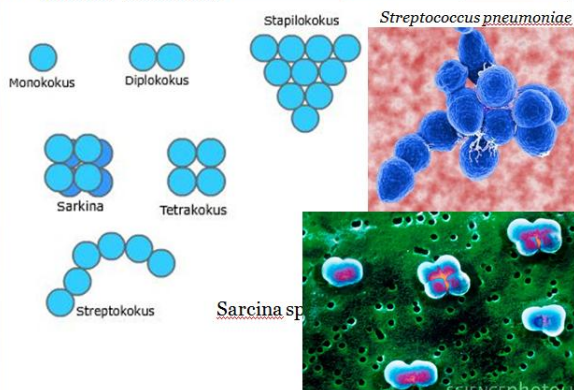 Stapilokokus
Streptococcus pneumoniae
Monokokus
Diplokokus
Sarkina
Tetrakokus
Streptokokus
Sarcina sp